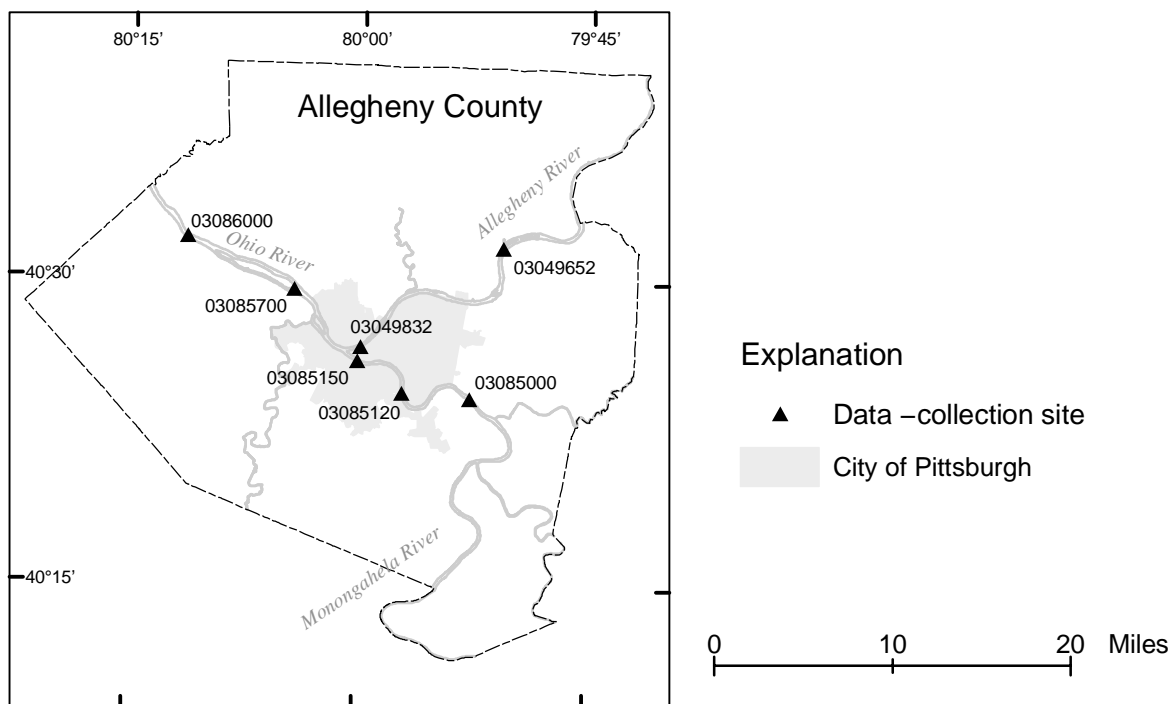 80°15' 80°00' 79°45'
Allegheny County
Allegheny River
03086000
Ohio River
03049652
40°30'
03085700
03049832
03085150
03085000
03085120
Explanation
Data –collection site
City of Pittsburgh
Monongahela River
40°15'
0 10 20 Miles